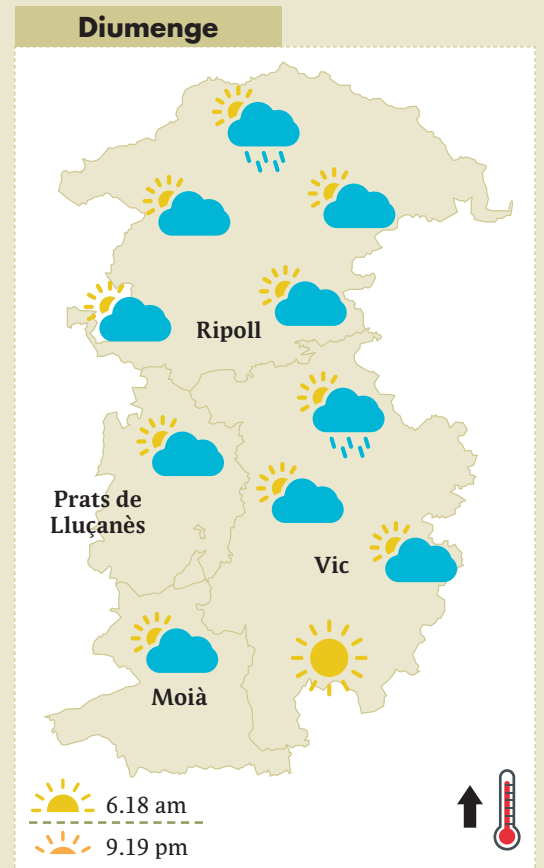 Diumenge
Ripoll
Prats de
Lluçanès
Vic
Moià
6.18 am
9.19 pm